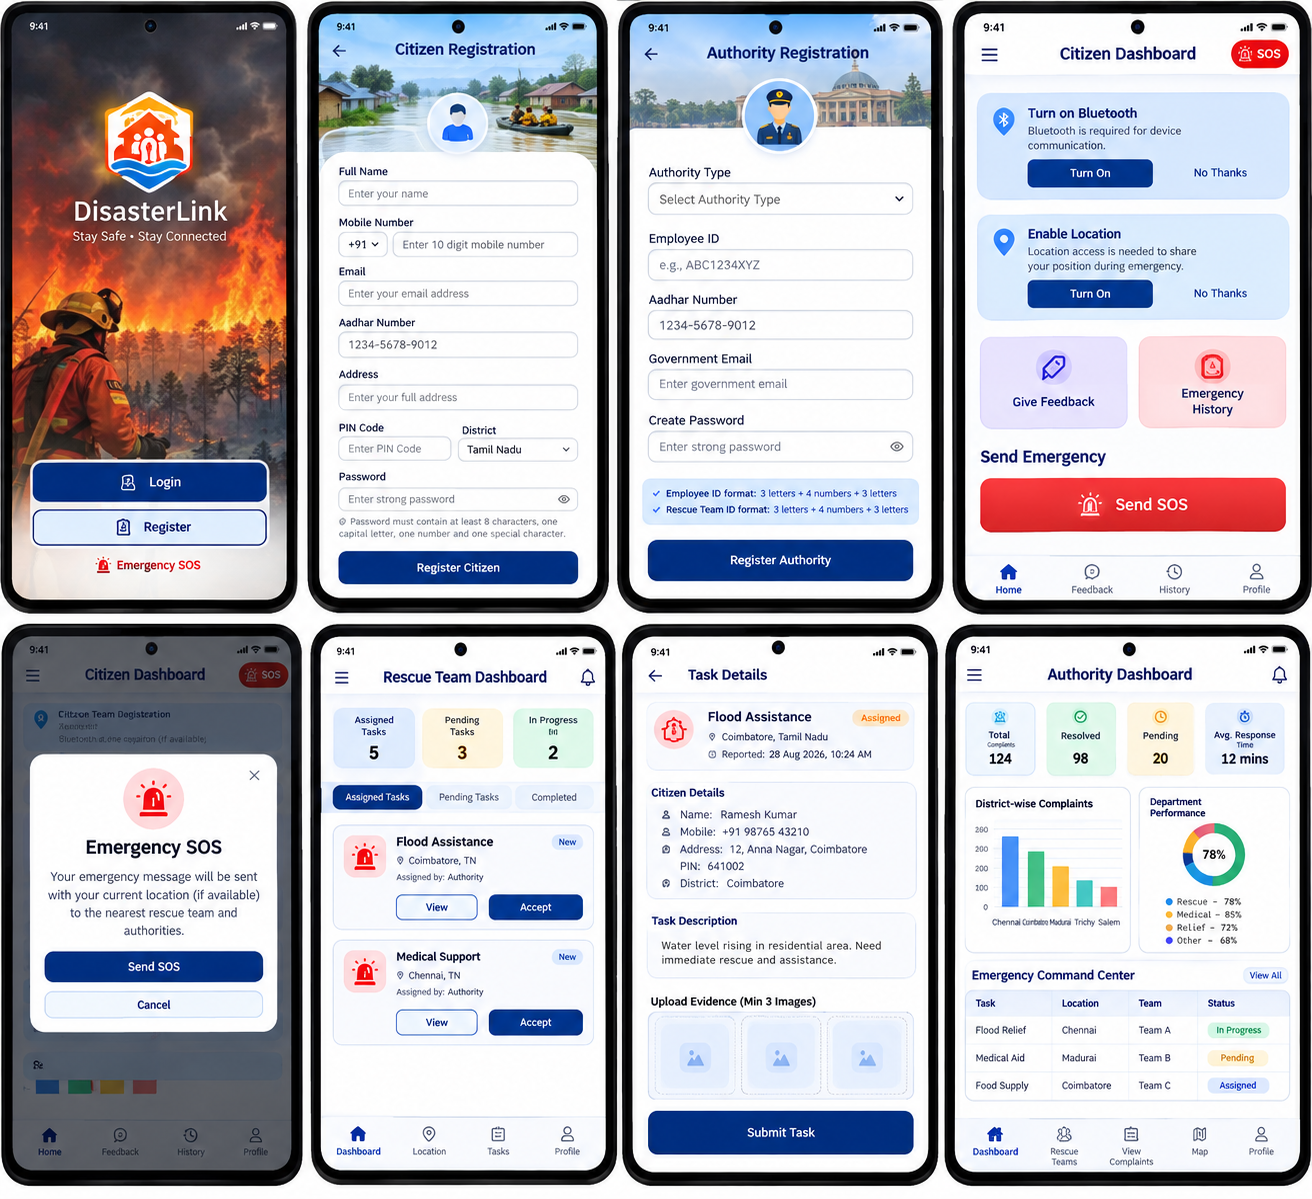 9:41
DisasterLink
Stay Safe • Stay Connected
Login
Register
Emergency SOS
9:41
Citizen Registration
Full Name
Enter your name
Mobile Number
+91
Enter 10 digit mobile number
Email
Enter your email address
Aadhar Number
1234-5678-9012
Address
Enter your full address
PIN Code
District
Enter PIN Code
Tamil Nadu
Password
Enter strong password
Password must contain at least 8 characters, one
capital letter, one number and one special character.
Register Citizen
9:41
Authority Registration
Authority Type
Select Authority Type
Employee ID
e.g., ABC1234XYZ
Aadhar Number
1234-5678-9012
Government Email
Enter government email
Create Password
Enter strong password
Employee ID format: 3 letters + 4 numbers + 3 letters
Rescue Team ID format: 3 letters + 4 numbers + 3 letters
Register Authority
9:41
Citizen Dashboard
SOS
Turn on Bluetooth
Bluetooth is required for device
communication.
Turn On
No Thanks
Enable Location
Location access is needed to share
your position during emergency.
Turn On
No Thanks
Give Feedback
Emergency
History
Send Emergency
Send SOS
Home
Feedback
History
Profile
9:41
Citizen Dashboard
SOS
Emergency SOS
Your emergency message will be sent
with your current location (if available)
to the nearest rescue team and
authorities.
Send SOS
Cancel
Home
Feedback
History
Profile
9:41
Rescue Team Dashboard
Assigned
Tasks
5
Pending
Tasks
3
In Progress
2
Assigned Tasks
Pending Tasks
Completed
Flood Assistance
New
Coimbatore, TN
Assigned by: Authority
View
Accept
Medical Support
New
Chennai, TN
Assigned by: Authority
View
Accept
Dashboard
Location
Tasks
Profile
9:41
Task Details
Flood Assistance
Assigned
Coimbatore, Tamil Nadu
Reported: 28 Aug 2026, 10:24 AM
Citizen Details
Name: Ramesh Kumar
Mobile: +91 98765 43210
Address: 12, Anna Nagar, Coimbatore
PIN: 641002
District: Coimbatore
Task Description
Water level rising in residential area. Need
immediate rescue and assistance.
Upload Evidence (Min 3 Images)
Submit Task
9:41
Authority Dashboard
Total
124
Resolved
98
Pending
20
Avg. Response
Time
12 mins
District-wise Complaints
260
200
200
100
0
Chennai
Madurai
Trichy
Salem
Department
Performance
78%
Rescue - 78%
Medical - 85%
Relief - 72%
Other - 68%
Emergency Command Center
View All
Task
Location
Team
Status
Flood Relief
Chennai
Team A
In Progress
Medical Aid
Madurai
Team B
Pending
Food Supply
Coimbatore
Team C
Assigned
Dashboard
Rescue
Teams
View
Complaints
Map
Profile